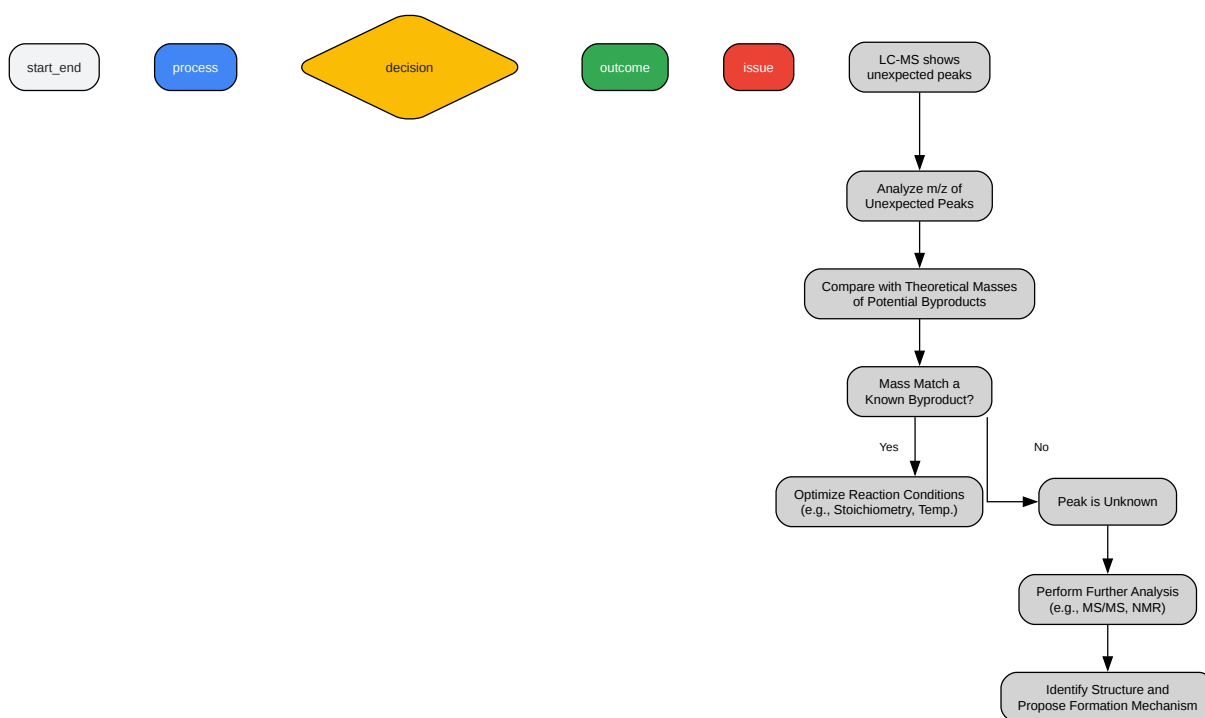 start_end
process
decision
outcome
issue
LC-MS shows
unexpected peaks
Analyze m/z of
Unexpected Peaks
Compare with Theoretical Masses
of Potential Byproducts
Mass Match a
Known Byproduct?
Yes
No
Optimize Reaction Conditions
(e.g., Stoichiometry, Temp.)
Peak is Unknown
Perform Further Analysis
(e.g., MS/MS, NMR)
Identify Structure and
Propose Formation Mechanism